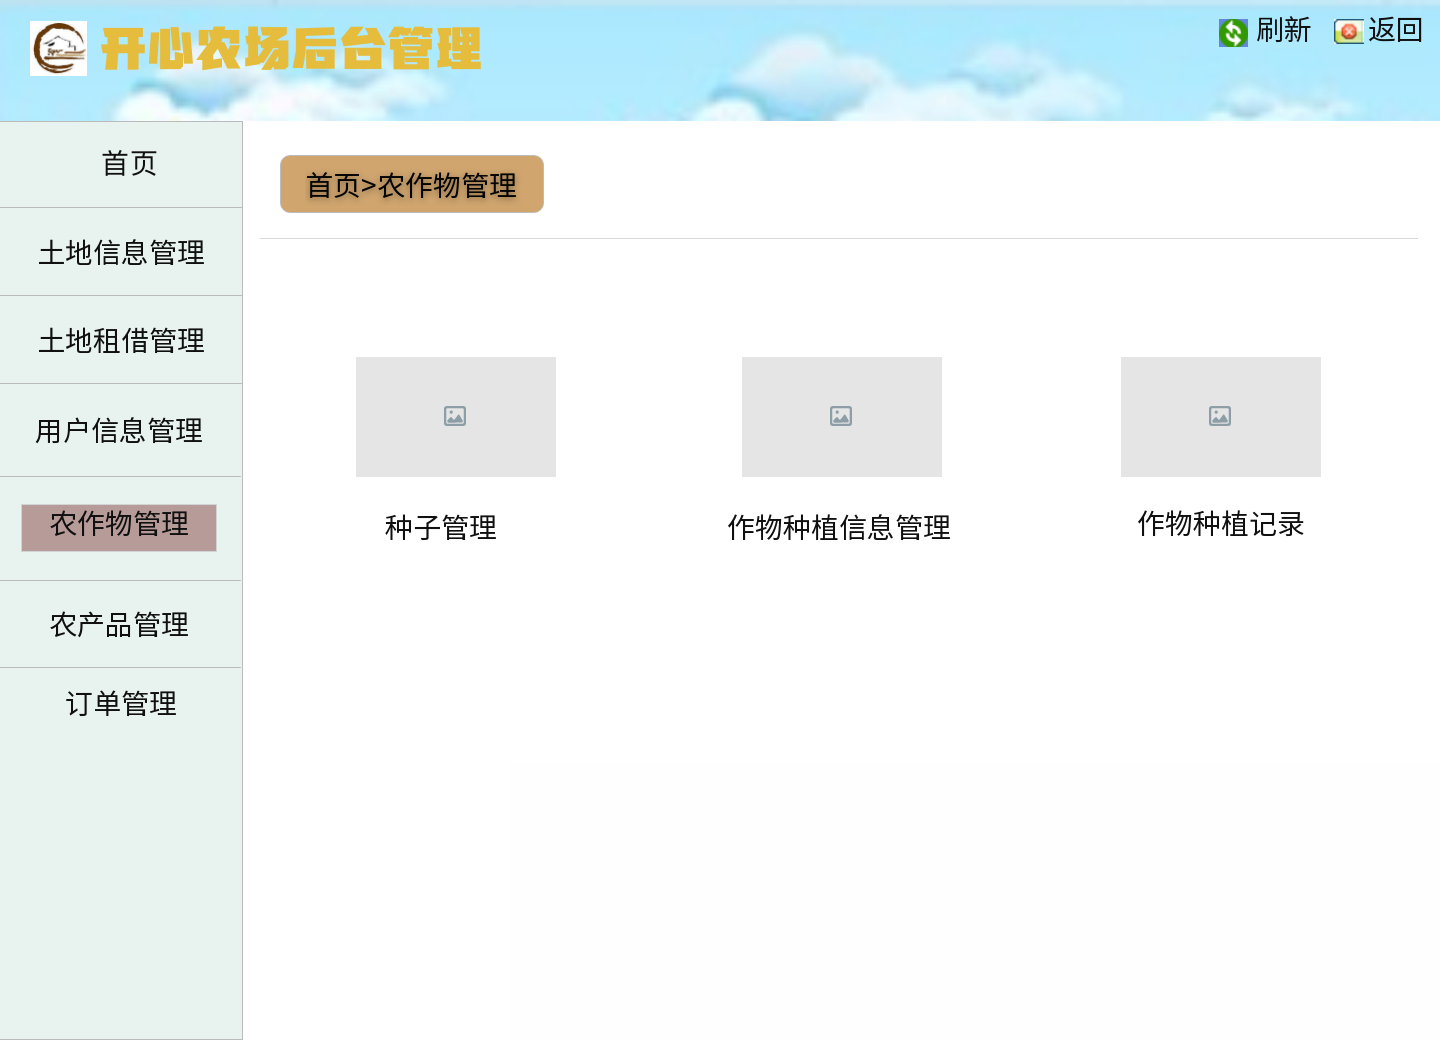 开心农场后台管理
刷新
返回
首页
土地信息管理
土地租借管理
用户信息管理
农作物管理
农产品管理
订单管理
首页>农作物管理
种子管理
作物种植信息管理
作物种植记录